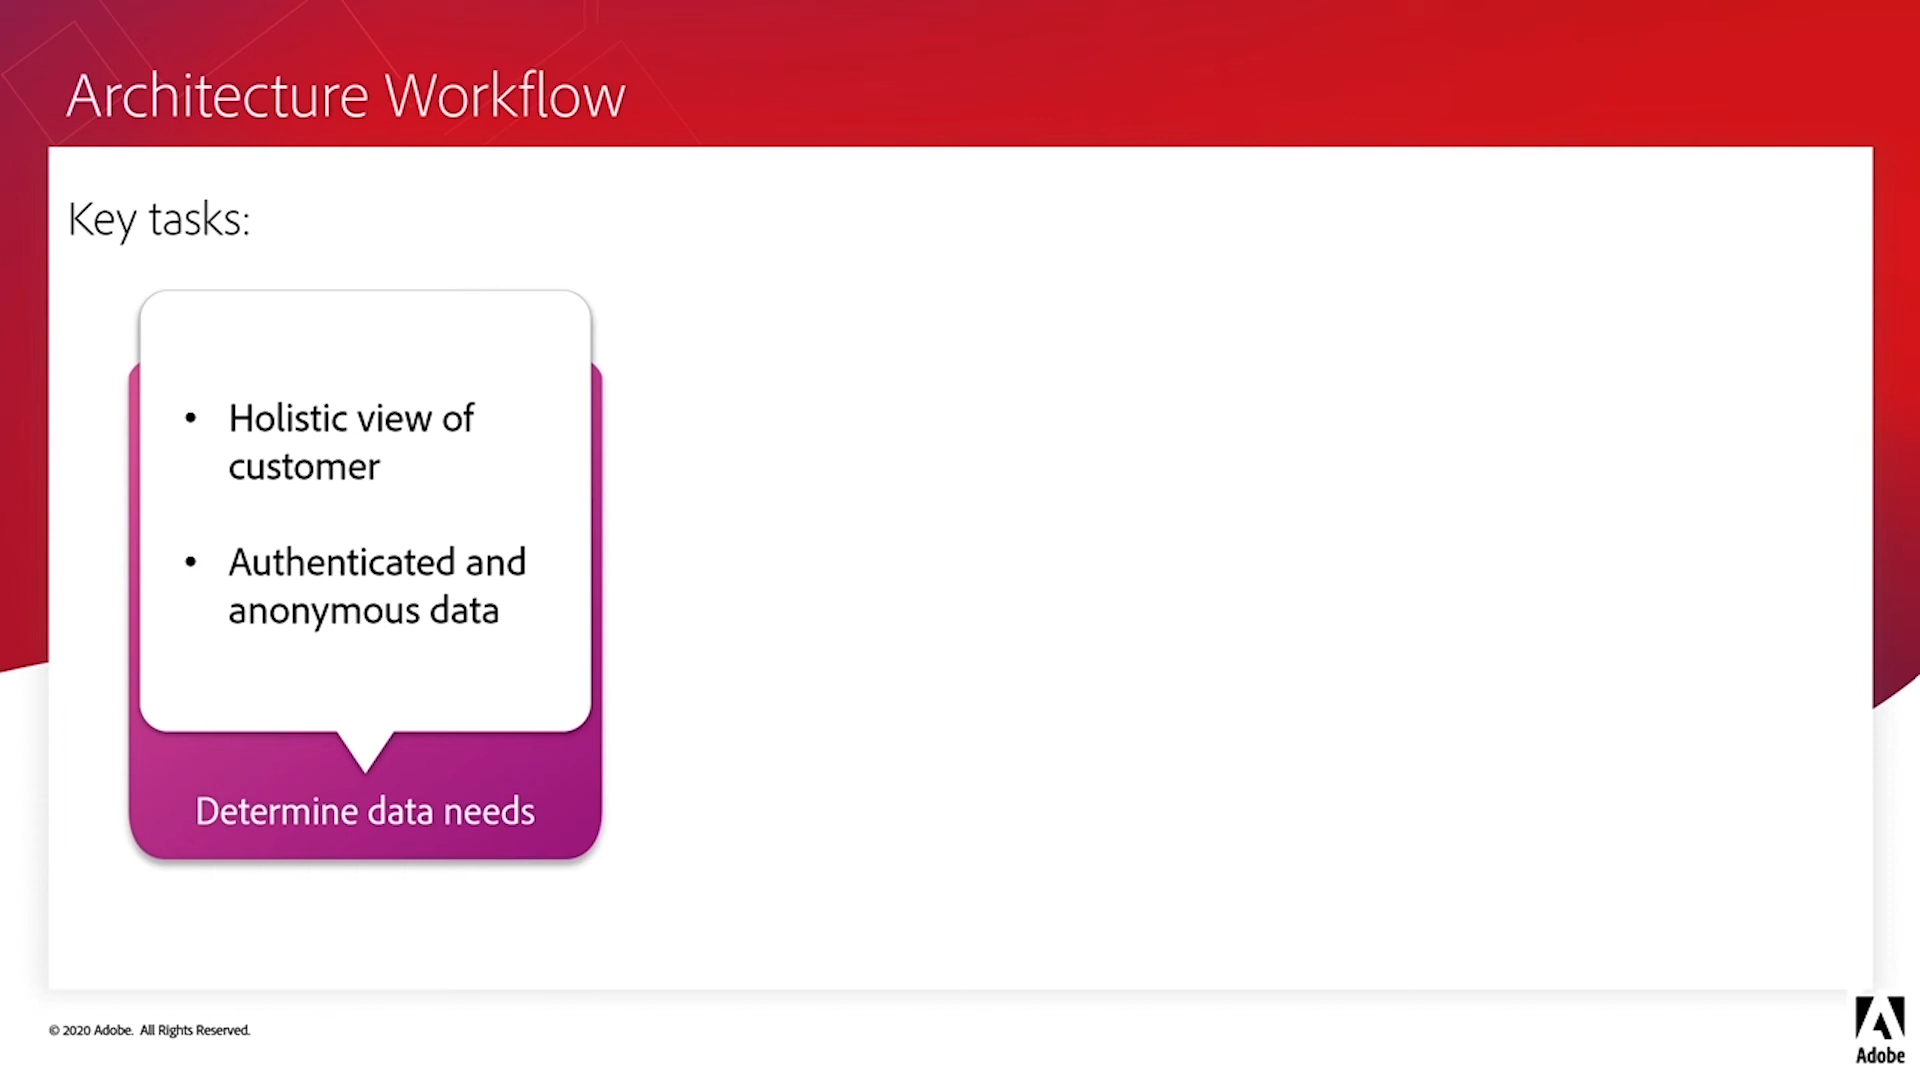 Architecture Workflow
Key tasks:
• Holistic view of
customer
• Authenticated and
anonymous data
Determine data needs
© 2020 Adobe. All Rights Reserved.
Adobe